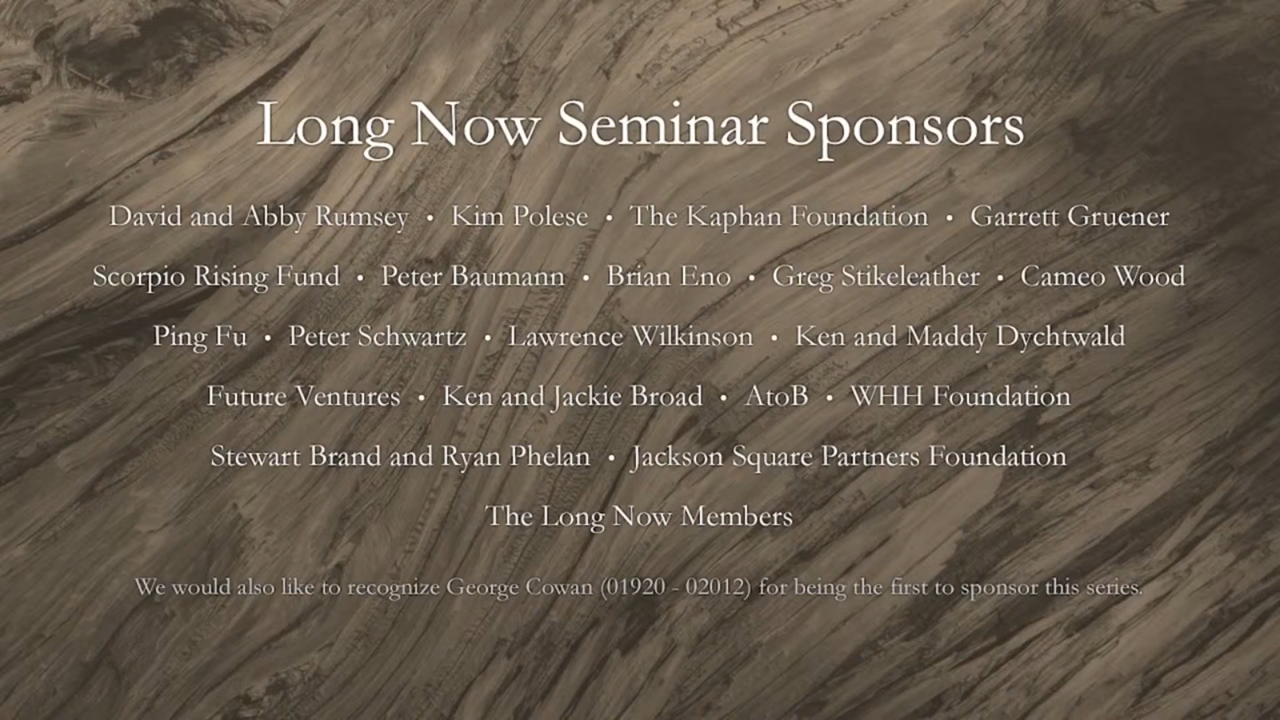 Long Now Seminar Sponsors
David and Abby Rumsey • Kim Polese • The Kaphan Foundation • Garrett Gruener
Scorpio Rising Fund • Peter Baumann • Brian Eno • Greg Stikeleather • Cameo Wood
Ping Fu • Peter Schwartz • Lawrence Wilkinson • Ken and Maddy Dychtwald
Future Ventures • Ken and Jackie Broad • AtoB • WHH Foundation
Stewart Brand and Ryan Phelan • Jackson Square Partners Foundation
The Long Now Members
We would also like to recognize George Cowan (01920 - 02012) for being the first to sponsor this series.